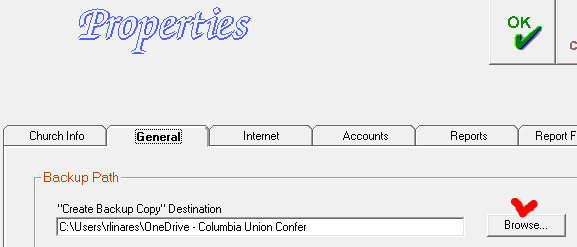 Properties
OK
C
Church Info
General
Internet
Accounts
Reports
Report F
Backup Path
"Create Backup Copy" Destination
C:\Users\rlinares\OneDrive - Columbia Union Confer
Browse...